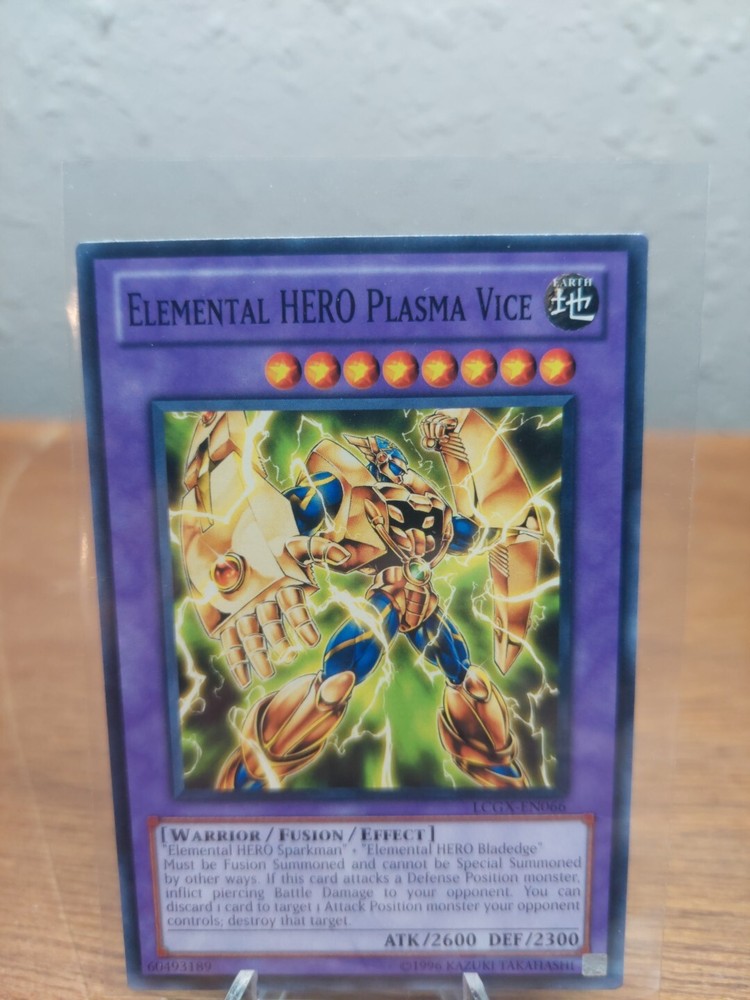 ELEMENTAL HERO PLASMA VICE
EARTH
地
LCGX-EN066
[WARRIOR / FUSION / EFFECT]
"Elemental HERO Sparkman" + "Elemental HERO Bladedge"
Must be Fusion Summoned and cannot be Special Summoned
by other ways. If this card attacks a Defense Position monster,
inflict piercing Battle Damage to your opponent. You can
discard 1 card to target 1 Attack Position monster your opponent
controls; destroy that target.
ATK/2600 DEF/2300
60493189
©1996 KAZUKI TAKAHASHI